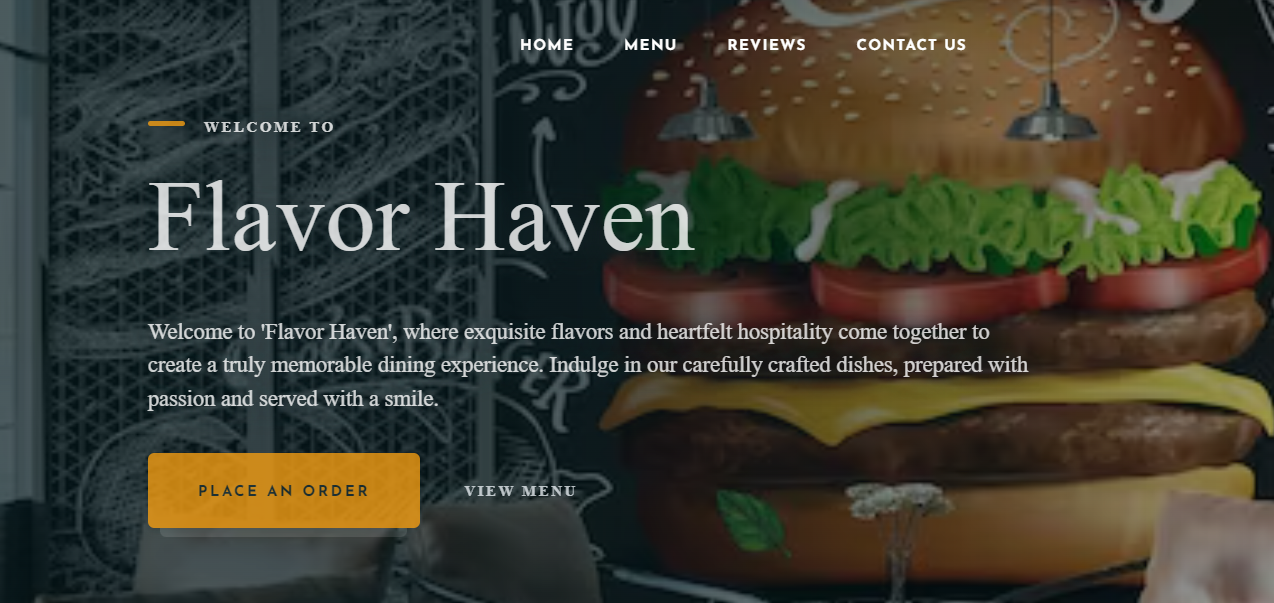 ENJOY
HOME MENU REVIEWS CONTACT US
WELCOME TO
Flavor Haven
Welcome to 'Flavor Haven', where exquisite flavors and heartfelt hospitality come together to
create a truly memorable dining experience. Indulge in our carefully crafted dishes, prepared with
passion and served with a smile.
PLACE AN ORDER VIEW MENU